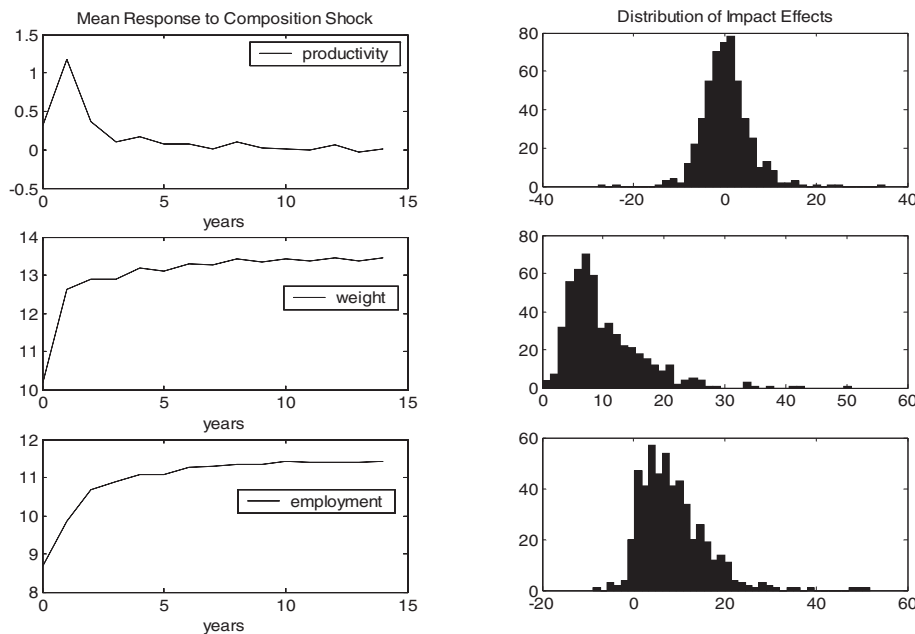 Mean Response to Composition Shock
1.5
1
0.5
0
-0.5
productivity
0 5 10 15
years
Distribution of Impact Effects
80
60
40
20
0
-40 -20 0 20 40
14
13
12
11
10
weight
0 5 10 15
years
80
60
40
20
0
0 10 20 30 40 50 60
12
11
10
9
8
employment
0 5 10 15
years
60
40
20
0
-20 0 20 40 60